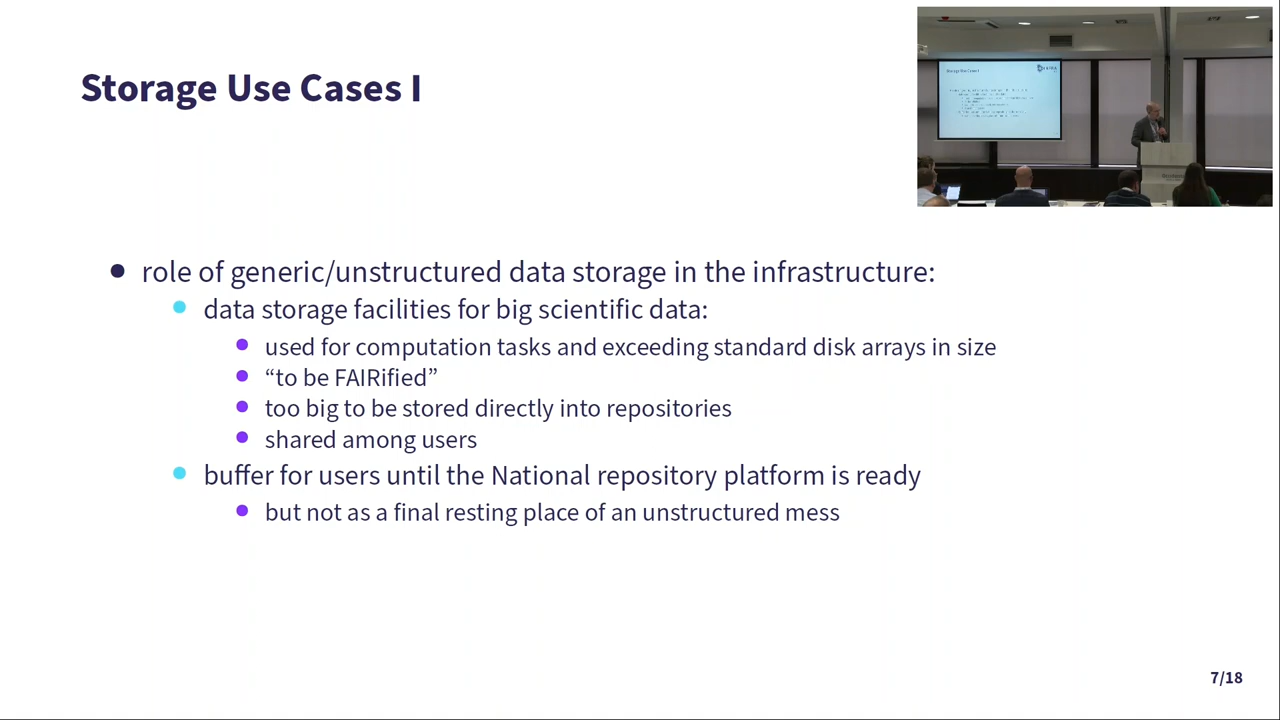 Storage Use Cases I
role of generic/unstructured data storage in the infrastructure:
data storage facilities for big scientific data:
used for computation tasks and exceeding standard disk arrays in size
“to be FAIRified”
too big to be stored directly into repositories
shared among users
buffer for users until the National repository platform is ready
but not as a final resting place of an unstructured mess
7/18